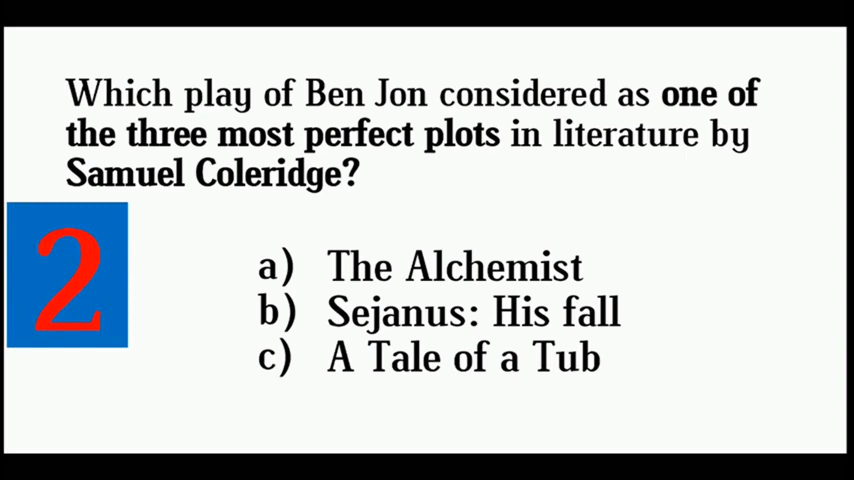 Which play of Ben Jon considered as one of
the three most perfect plots in literature by
Samuel Coleridge?
2
a) The Alchemist
b) Sejanus: His fall
c) A Tale of a Tub